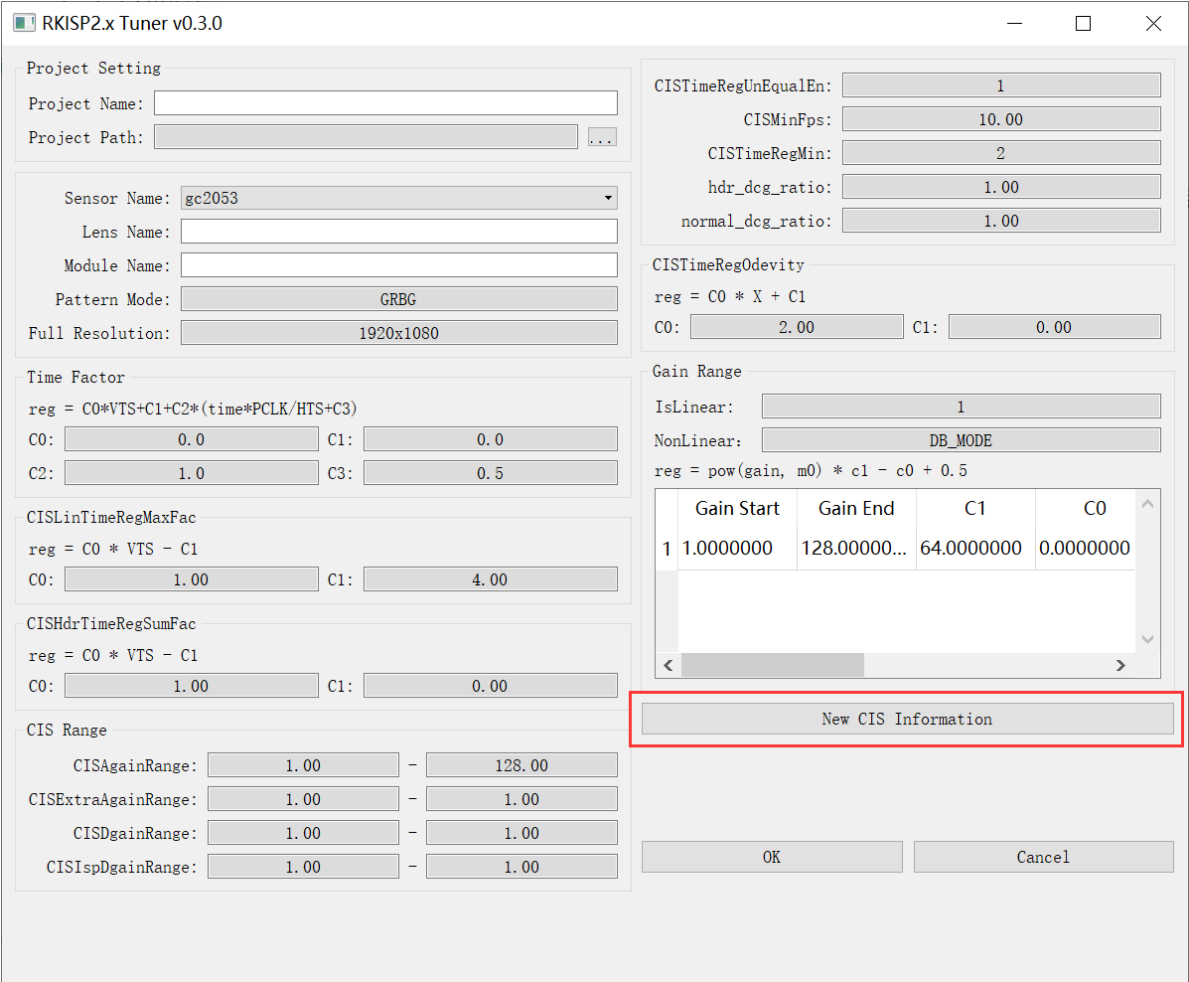 RKISP2.x Tuner v0.3.0
Project Setting
Project Name:
Project Path: ...
Sensor Name: gc2053
Lens Name:
Module Name:
Pattern Mode: GRBG
Full Resolution: 1920x1080
Time Factor
reg = C0*VTS+C1+C2*(time*PCLK/HTS+C3)
C0: 0.0 C1: 0.0
C2: 1.0 C3: 0.5
CISLinTimeRegMaxFac
reg = C0 * VTS - C1
C0: 1.00 C1: 4.00
CISHdrTimeRegSumFac
reg = C0 * VTS - C1
C0: 1.00 C1: 0.00
CIS Range
CISAgainRange: 1.00 - 128.00
CISExtraAgainRange: 1.00 - 1.00
CISDgainRange: 1.00 - 1.00
CISIspDgainRange: 1.00 - 1.00
CISTimeRegUnEqualEn: 1
CISMinFps: 10.00
CISTimeRegMin: 2
hdr_dcg_ratio: 1.00
normal_dcg_ratio: 1.00
CISTimeRegOdevity
reg = C0 * X + C1
C0: 2.00 C1: 0.00
Gain Range
IsLinear: 1
NonLinear: DB_MODE
reg = pow(gain, m0) * c1 - c0 + 0.5
Gain Start Gain End C1 C0
1 1.0000000 128.00000... 64.0000000 0.0000000
New CIS Information
OK Cancel